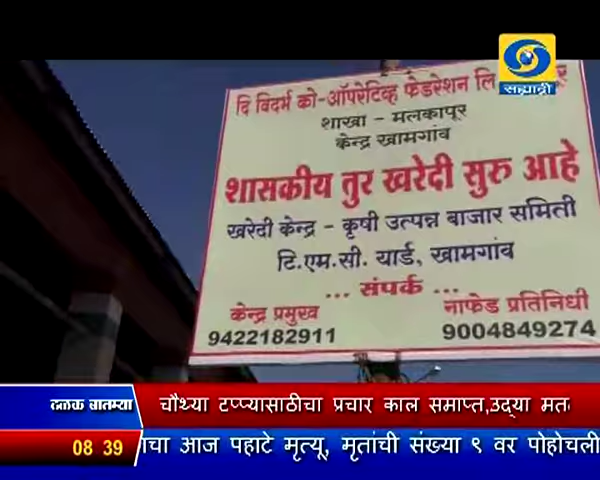 सह्याद्री
दि विदर्भ को-ऑपरेटिव्ह फेडरेशन लि
शाखा - मलकापूर
केन्द्र खामगांव
शासकीय तुर खरेदी सुरु आहे
खरेदी केन्द्र - कृषी उत्पन्न बाजार समिती
टि.एम.सी. यार्ड, खामगांव
... संपर्क ...
केन्द्र प्रमुख
नाफेड प्रतिनिधी
9422182911
9004849274
ठळक बातम्या
चौथ्या टप्प्यासाठीचा प्रचार काल समाप्त,उद्या मत
08 39
चा आज पहाटे मृत्यू, मृतांची संख्या ९ वर पोहोचली